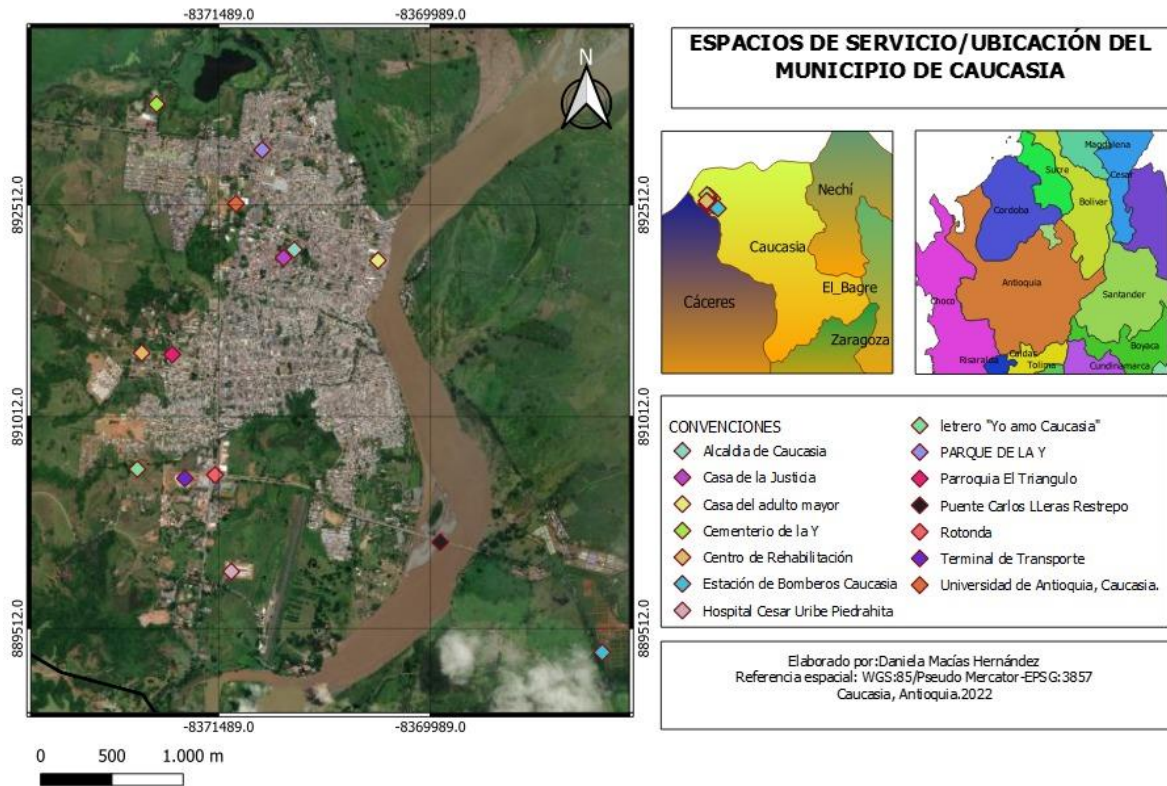 -8371489.0
-8369989.0
N
892512.0
892512.0
891012.0
891012.0
889512.0
889512.0
-8371489.0
-8369989.0
0 500 1.000 m
ESPACIOS DE SERVICIO/UBICACIÓN DEL
MUNICIPIO DE CAUCASIA
Nechí
Caucasia
El_Bagre
Cáceres
Zaragoza
Magdalena
Sucre
Cesar
Bolivar
Cordoba
Antioquia
Santander
Choco
Boyaca
Risaralda
Caldas
Tolima
Cundinamarca
CONVENCIONES
Alcaldia de Caucasia
Casa de la Justicia
Casa del adulto mayor
Cementerio de la Y
Centro de Rehabilitación
Estación de Bomberos Caucasia
Hospital Cesar Uribe Piedrahita
letrero "Yo amo Caucasia"
PARQUE DE LA Y
Parroquia El Triangulo
Puente Carlos LLeras Restrepo
Rotonda
Terminal de Transporte
Universidad de Antioquia, Caucasia.
Elaborado por:Daniela Macías Hernández
Referencia espacial: WGS:85/Pseudo Mercator-EPSG:3857
Caucasia, Antioquia.2022